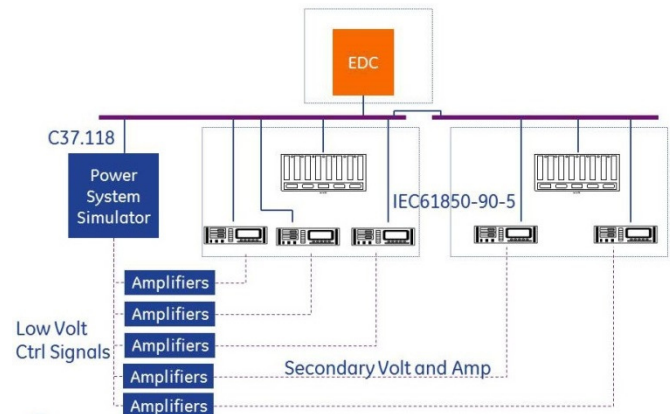 EDC
C37.118
Power
System
Simulator
IEC61850-90-5
Amplifiers
Amplifiers
Amplifiers
Amplifiers
Amplifiers
Low Volt
Ctrl Signals
Secondary Volt and Amp